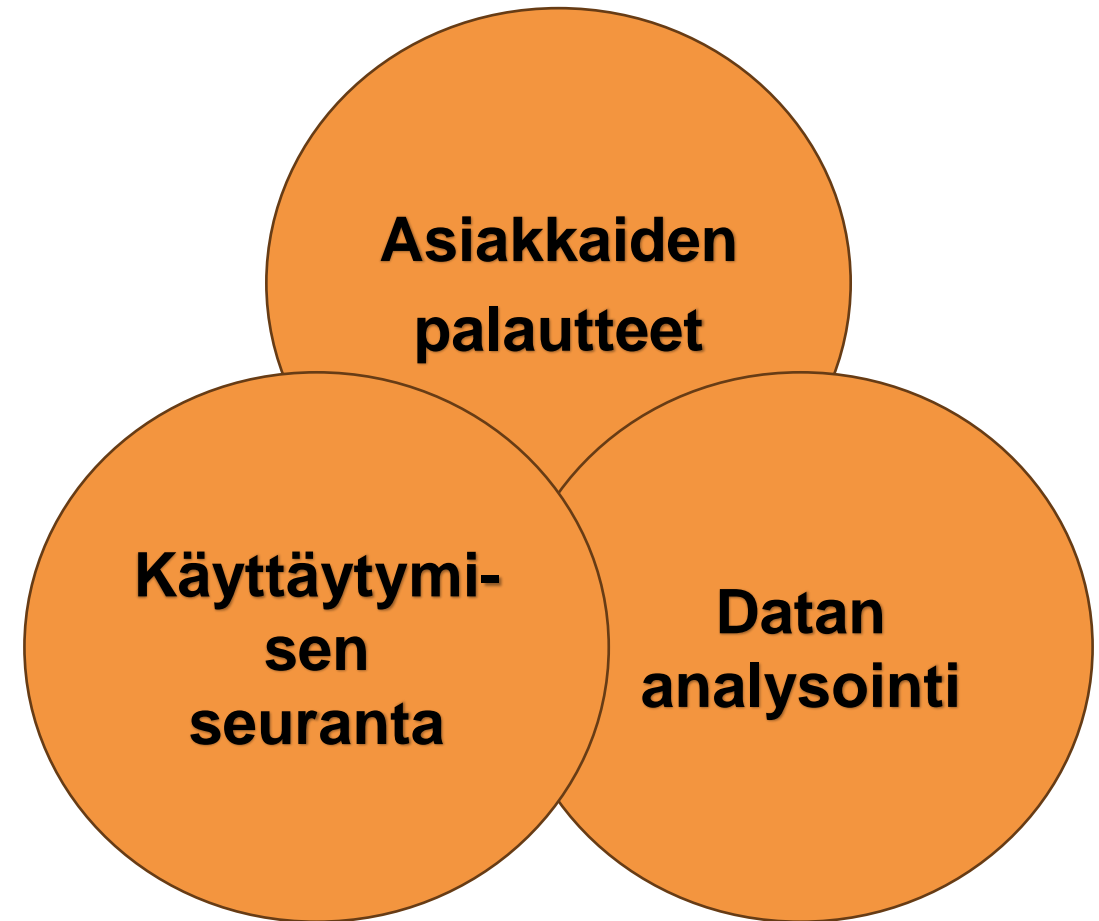 Asiakkaiden
palautteet
Käyttäytymi-
sen
seuranta
Datan
analysointi